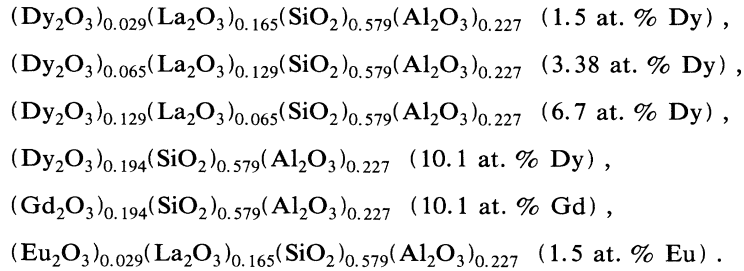 (Dy₂O₃)₀.₀₂₉(La₂O₃)₀.₁₆₅(SiO₂)₀.₅₇₉(Al₂O₃)₀.₂₂₇ (1.5 at. % Dy) ,
(Dy₂O₃)₀.₀₆₅(La₂O₃)₀.₁₂₉(SiO₂)₀.₅₇₉(Al₂O₃)₀.₂₂₇ (3.38 at. % Dy) ,
(Dy₂O₃)₀.₁₂₉(La₂O₃)₀.₀₆₅(SiO₂)₀.₅₇₉(Al₂O₃)₀.₂₂₇ (6.7 at. % Dy) ,
(Dy₂O₃)₀.₁₉₄(SiO₂)₀.₅₇₉(Al₂O₃)₀.₂₂₇ (10.1 at. % Dy) ,
(Gd₂O₃)₀.₁₉₄(SiO₂)₀.₅₇₉(Al₂O₃)₀.₂₂₇ (10.1 at. % Gd) ,
(Eu₂O₃)₀.₀₂₉(La₂O₃)₀.₁₆₅(SiO₂)₀.₅₇₉(Al₂O₃)₀.₂₂₇ (1.5 at. % Eu) .